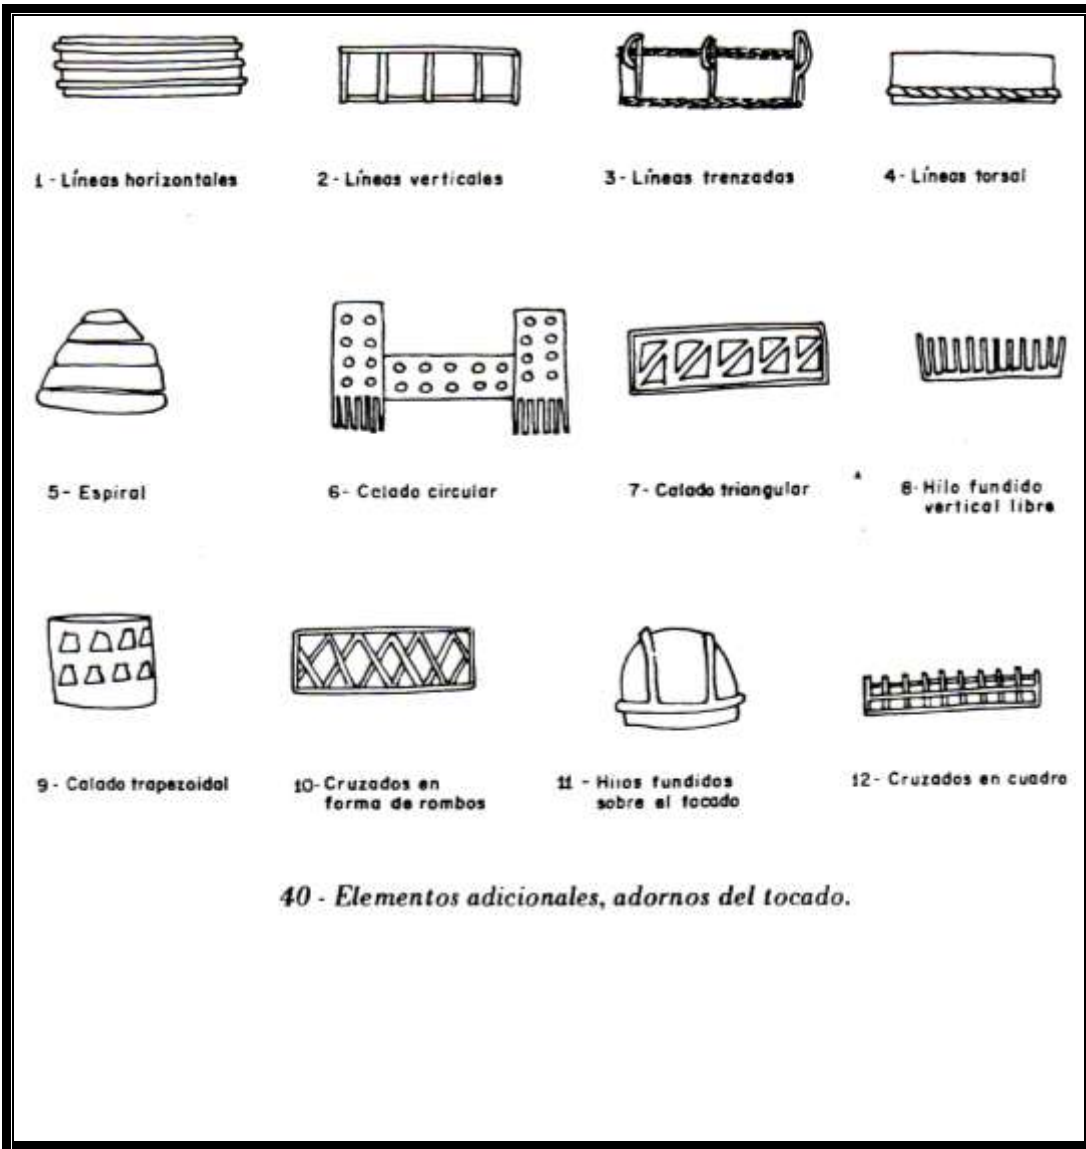 1 - Líneas horizontales
2 - Líneas verticales
3 - Líneas trenzadas
4 - Líneas torsal
5 - Espiral
6 - Calado circular
7 - Calado triangular
8 - Hilo fundido
vertical libre
9 - Calado trapezoidal
10 - Cruzados en
forma de rombos
11 - Hilos fundidos
sobre el tocado
12 - Cruzados en cuadro
40 - Elementos adicionales, adornos del tocado.